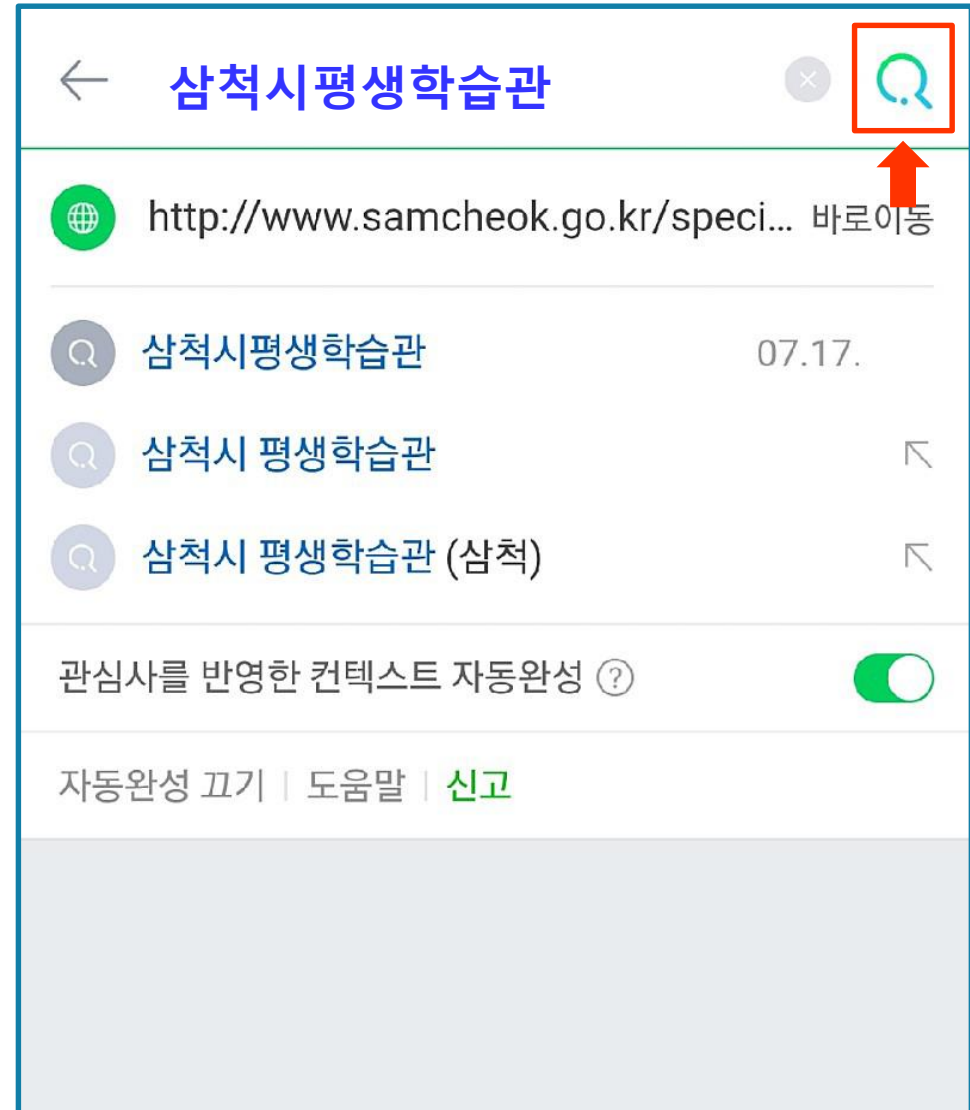 삼척시평생학습관
http://www.samcheok.go.kr/speci... 바로이동
삼척시평생학습관 07.17.
삼척시 평생학습관
삼척시 평생학습관 (삼척)
관심사를 반영한 컨텍스트 자동완성 ?
자동완성 끄기 | 도움말 | 신고